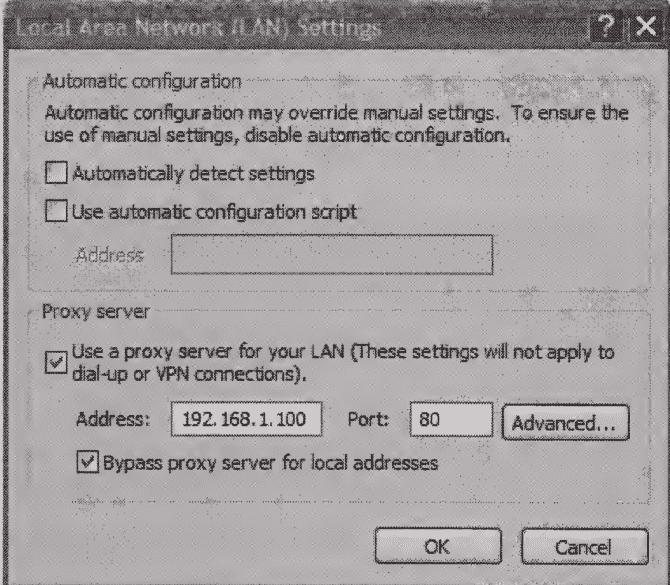 Local Area Network (LAN) Settings
Automatic configuration
Automatic configuration may override manual settings. To ensure the
use of manual settings, disable automatic configuration.
Automatically detect settings
Use automatic configuration script
Address
Proxy server
Use a proxy server for your LAN (These settings will not apply to
dial-up or VPN connections).
Address: 192.168.1.100 Port: 80 Advanced...
Bypass proxy server for local addresses
OK Cancel